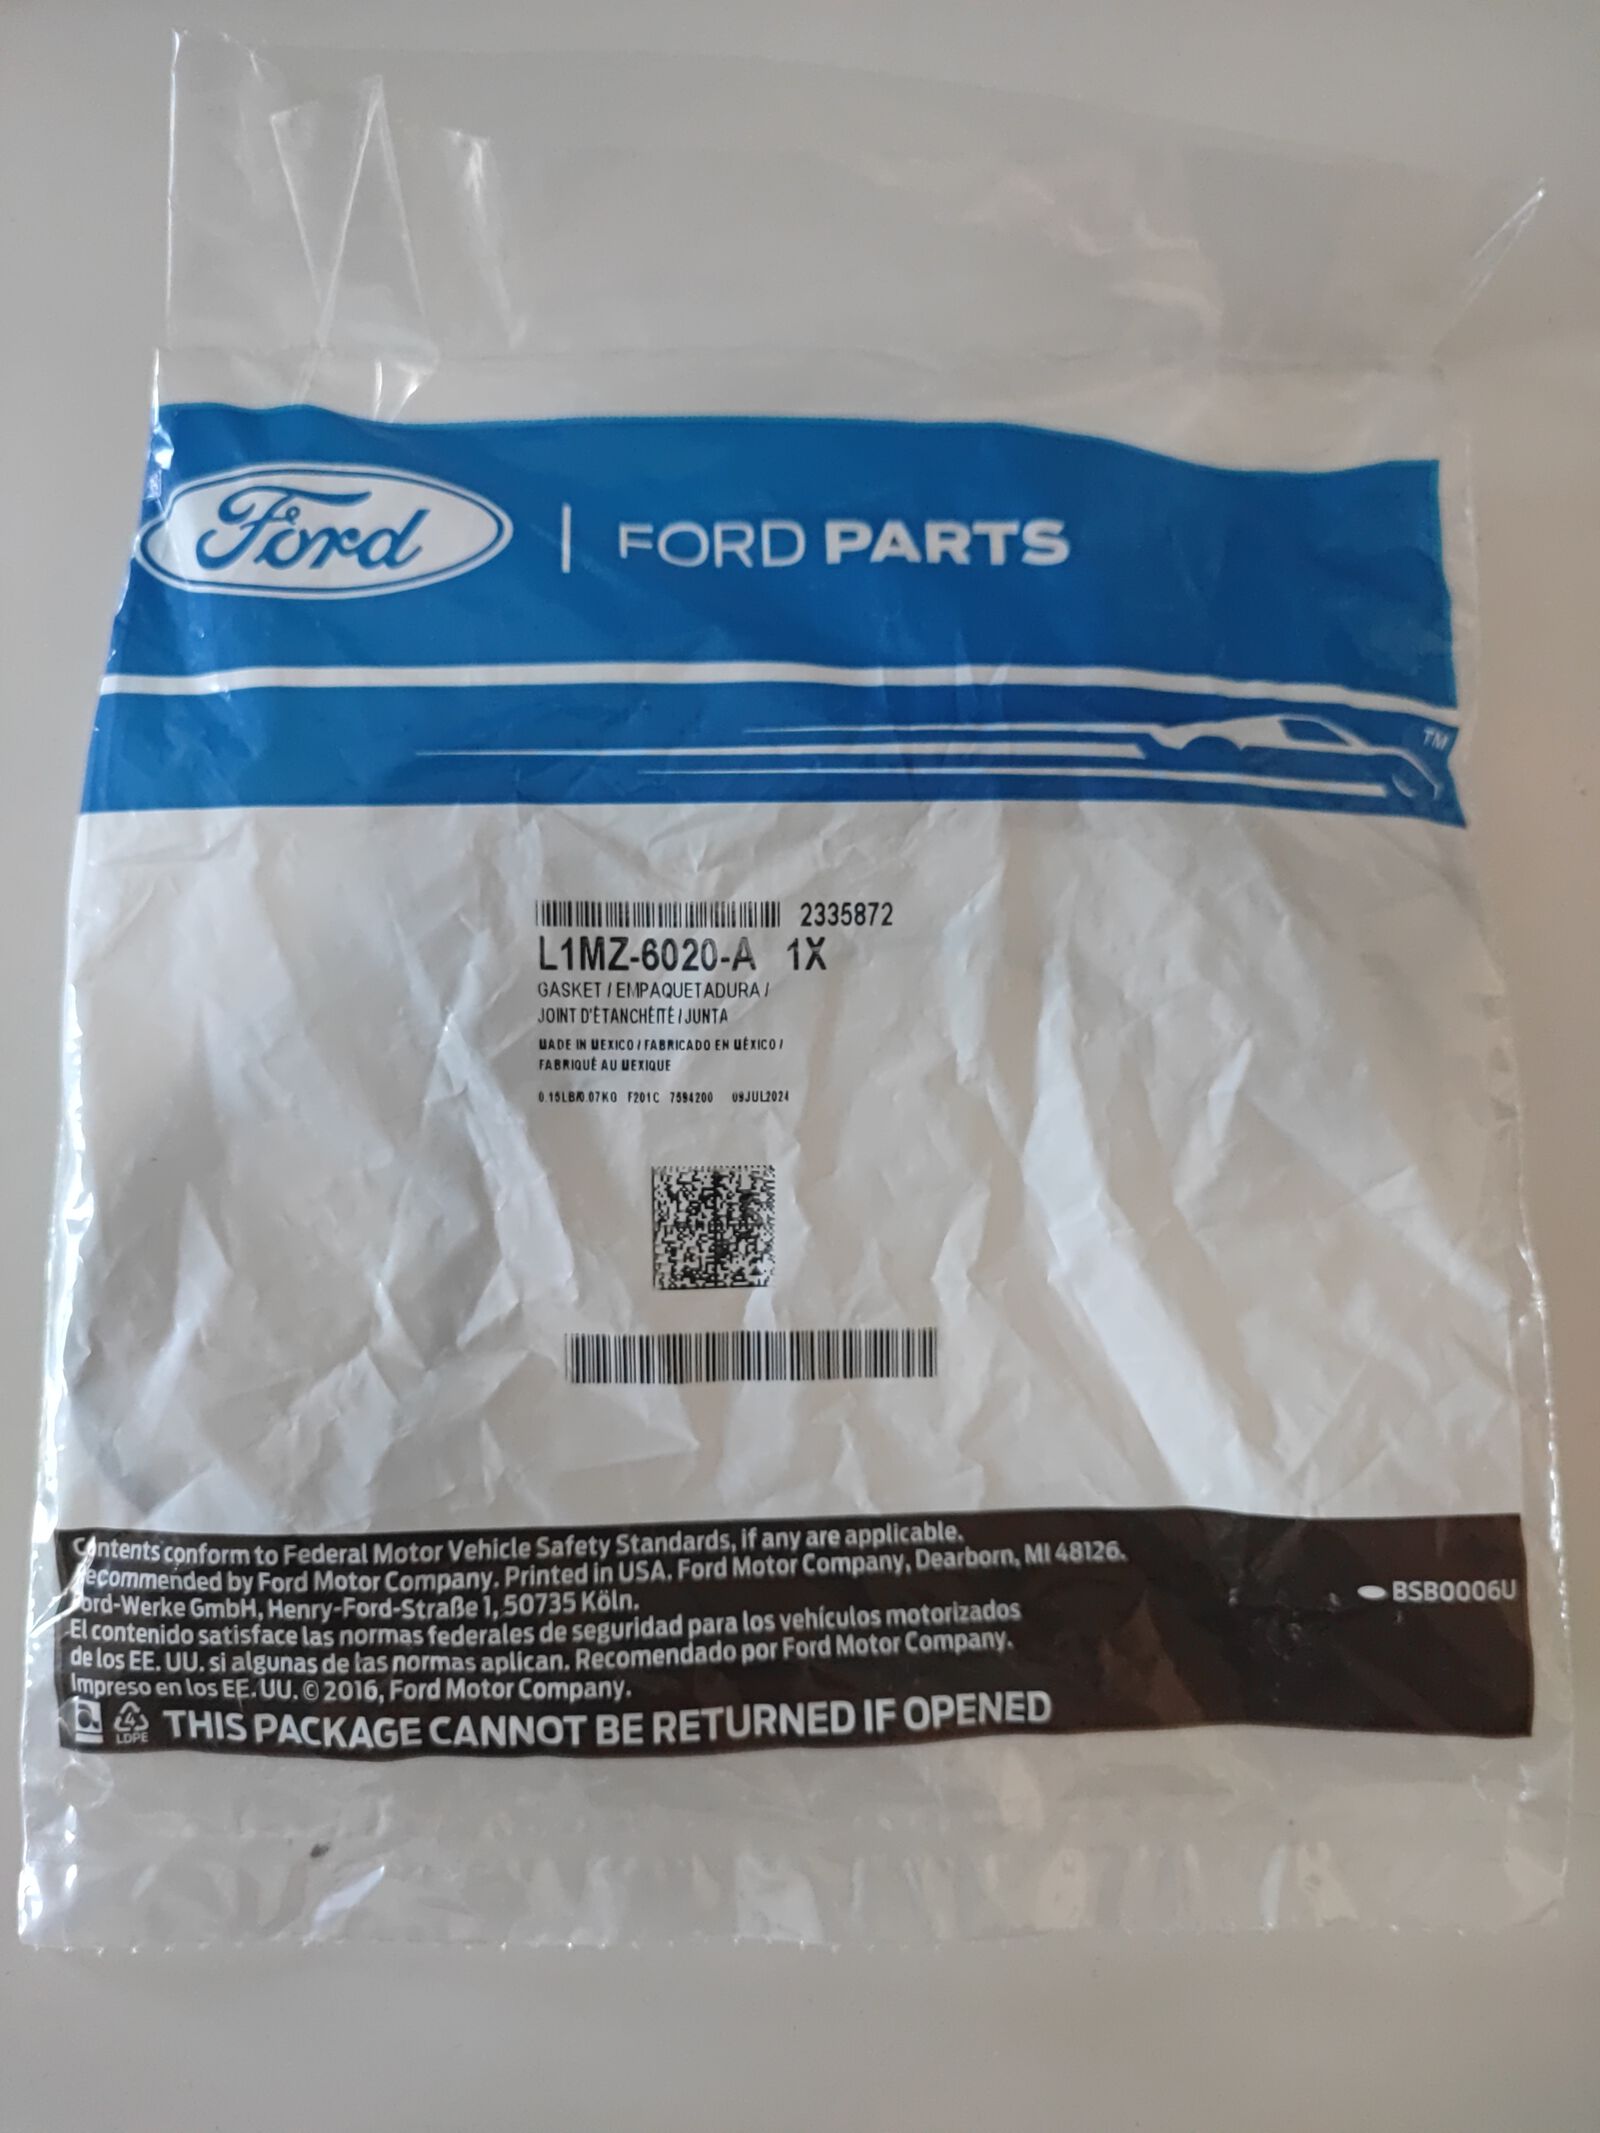 Ford | FORD PARTS
TM
2335872
L1MZ-6020-A 1X
GASKET / EMPAQUETADURA /
JOINT D'ÉTANCHÉITÉ / JUNTA
MADE IN MEXICO / FABRICADO EN MÉXICO /
FABRIQUÉ AU MEXIQUE
0.15LB/0.07KG F201C 7594200 09JUL2024
Contents conform to Federal Motor Vehicle Safety Standards, if any are applicable.
Recommended by Ford Motor Company. Printed in USA. Ford Motor Company, Dearborn, MI 48126.
Ford-Werke GmbH, Henry-Ford-Straße 1, 50735 Köln.
El contenido satisface las normas federales de seguridad para los vehículos motorizados
de los EE. UU. si algunas de las normas aplican. Recomendado por Ford Motor Company.
Impreso en los EE. UU. © 2016, Ford Motor Company.
BSB0006U
4
LDPE
THIS PACKAGE CANNOT BE RETURNED IF OPENED